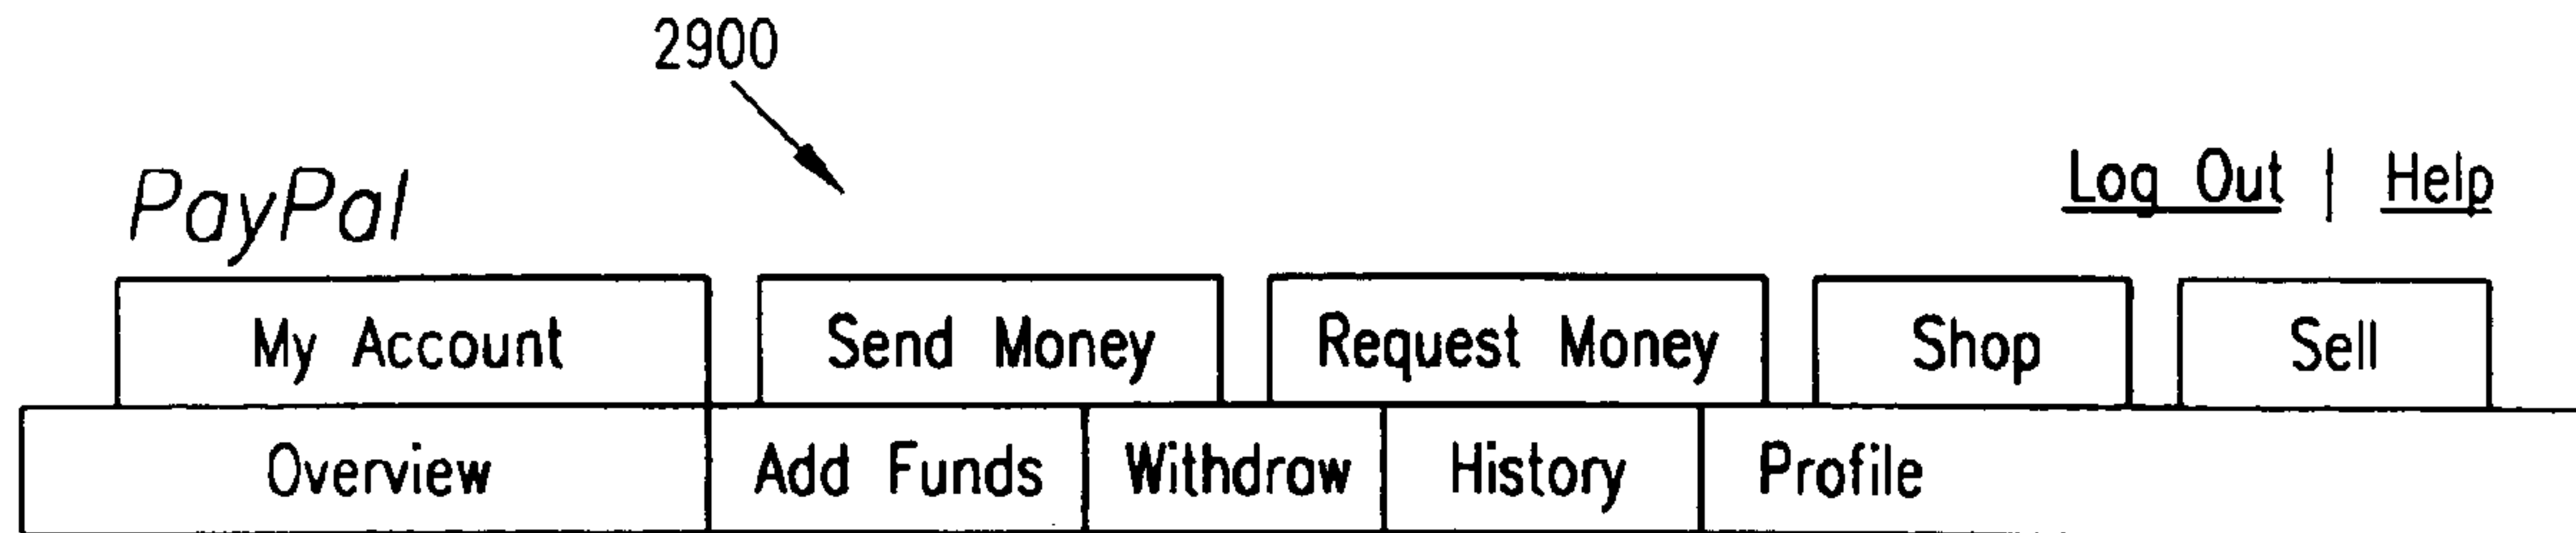 2900
PayPal
Log Out | Help
My Account Send Money Request Money Shop Sell
Overview Add Funds Withdraw History Profile